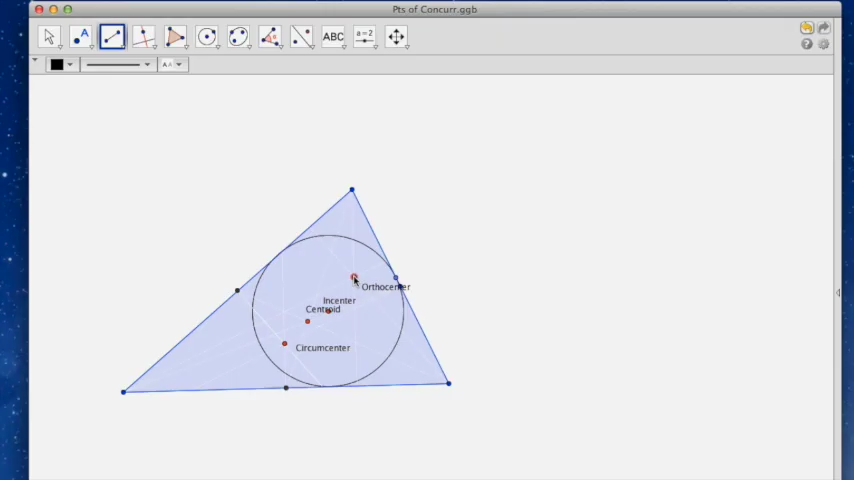 Pts of Concurr.ggb
A
ABC
a=2
A A
Orthocenter
Incenter
Centroid
Circumcenter